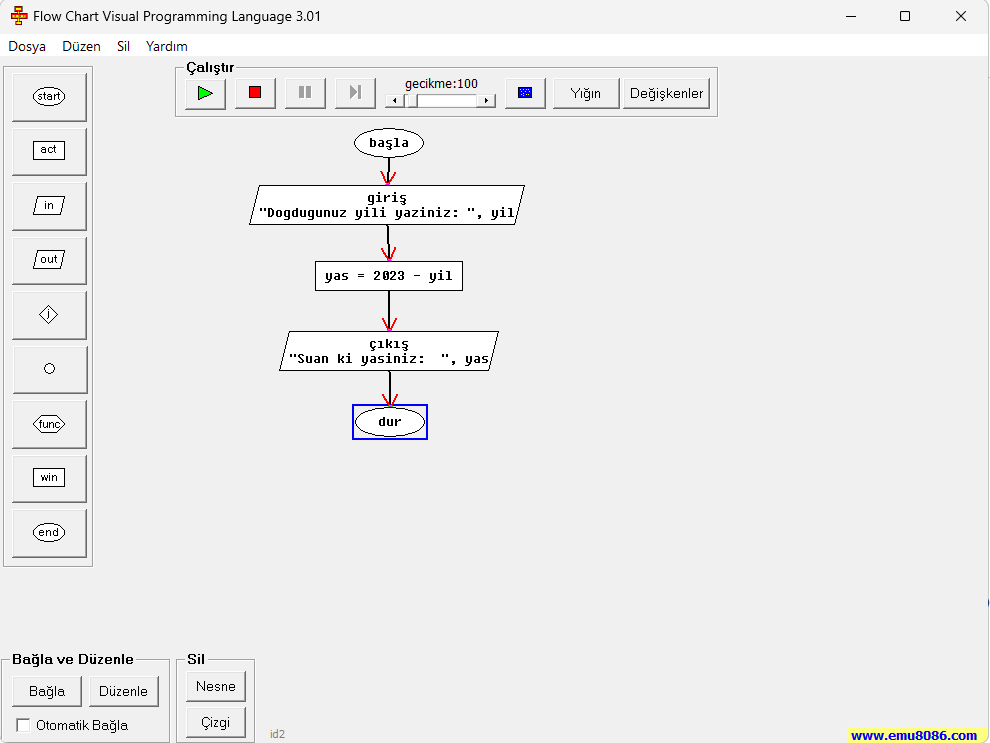 Flow Chart Visual Programming Language 3.01
Dosya Düzen Sil Yardım
Çalıştır
gecikme:100
Yığın
Değişkenler
start
act
in
out
j
func
win
end
başla
giriş
"Dogdugunuz yili yaziniz: ", yil
yas = 2023 - yil
çıkış
"Suan ki yasiniz:  ", yas
dur
Bağla ve Düzenle
Bağla
Düzenle
Otomatik Bağla
Sil
Nesne
Çizgi
id2
www.emu8086.com